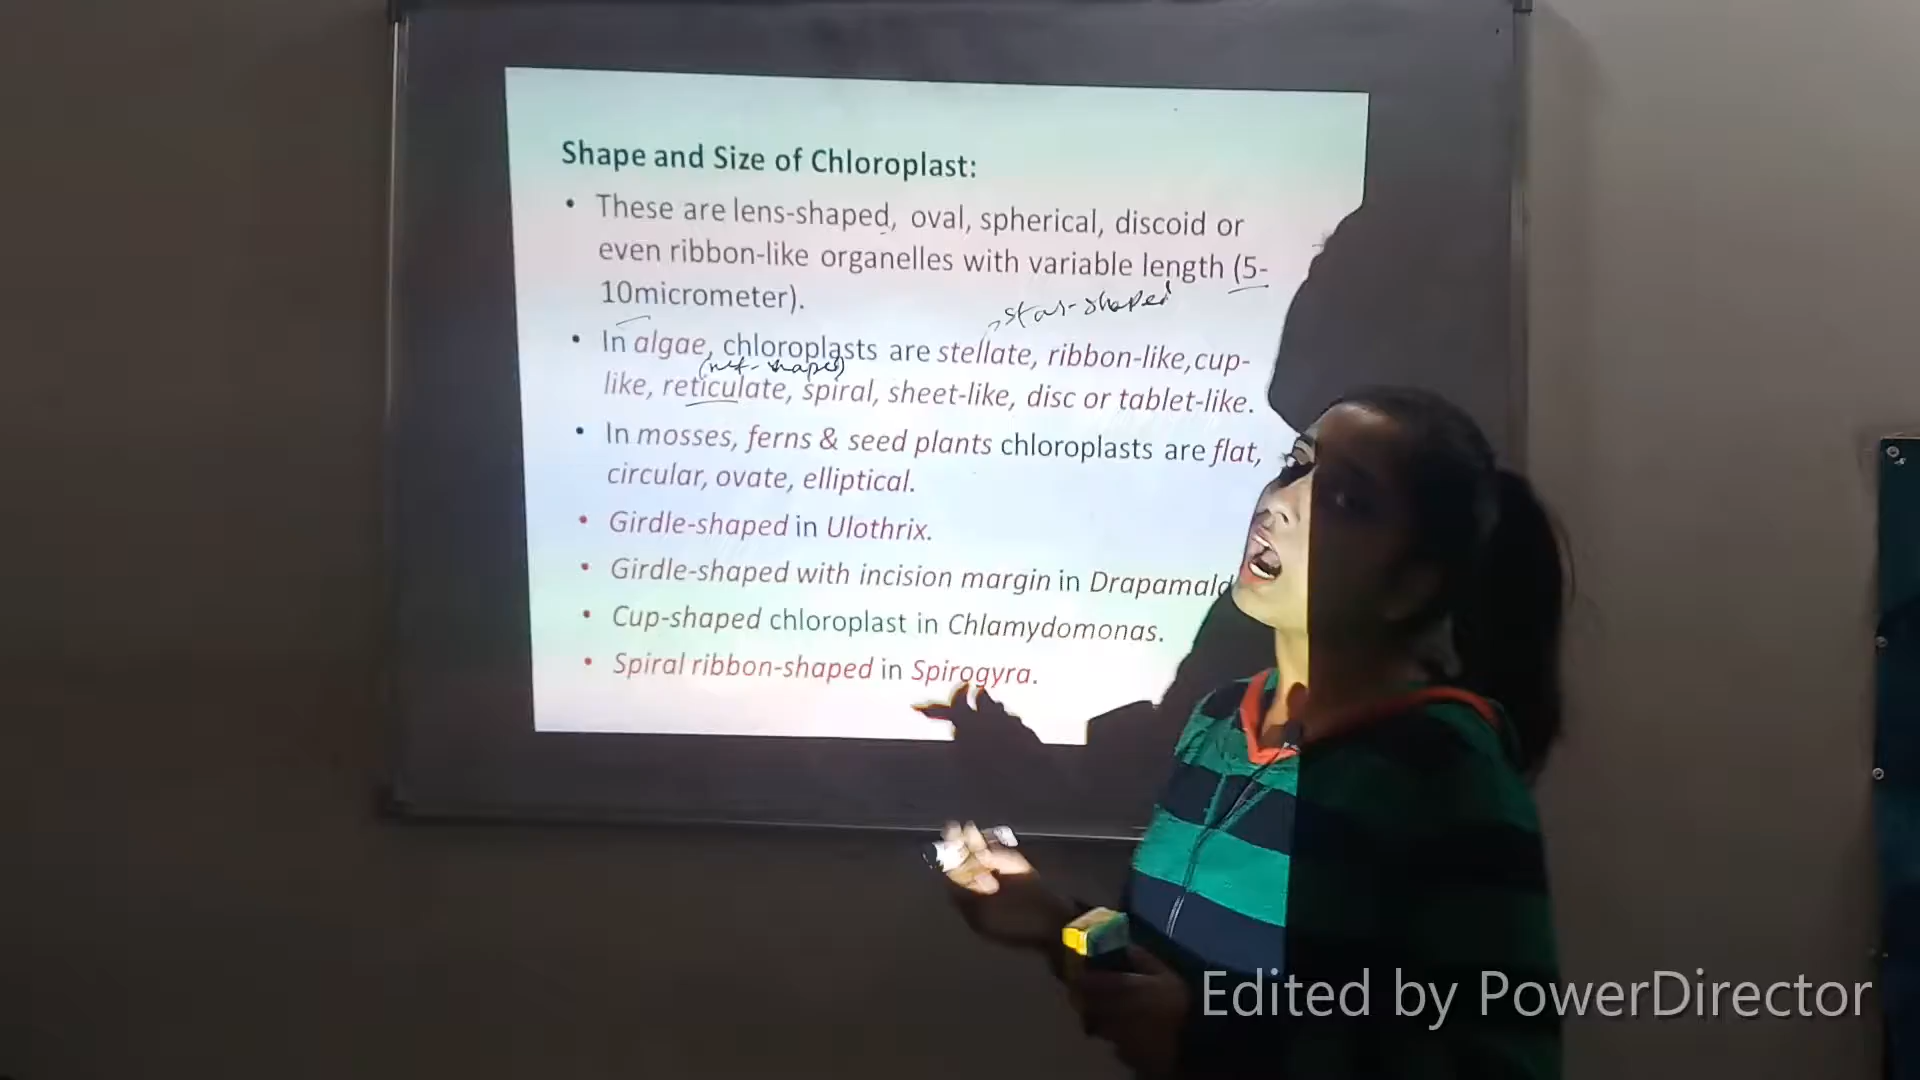 Shape and Size of Chloroplast:
• These are lens-shaped, oval, spherical, discoid or
even ribbon-like organelles with variable length (5-
10micrometer).
star-shaped
• In algae, chloroplasts are stellate, ribbon-like,cup-
(net-shaped)
like, reticulate, spiral, sheet-like, disc or tablet-like.
• In mosses, ferns & seed plants chloroplasts are flat,
circular, ovate, elliptical.
• Girdle-shaped in Ulothrix.
• Girdle-shaped with incision margin in Drapamald
• Cup-shaped chloroplast in Chlamydomonas.
• Spiral ribbon-shaped in Spirogyra.
Edited by PowerDirector